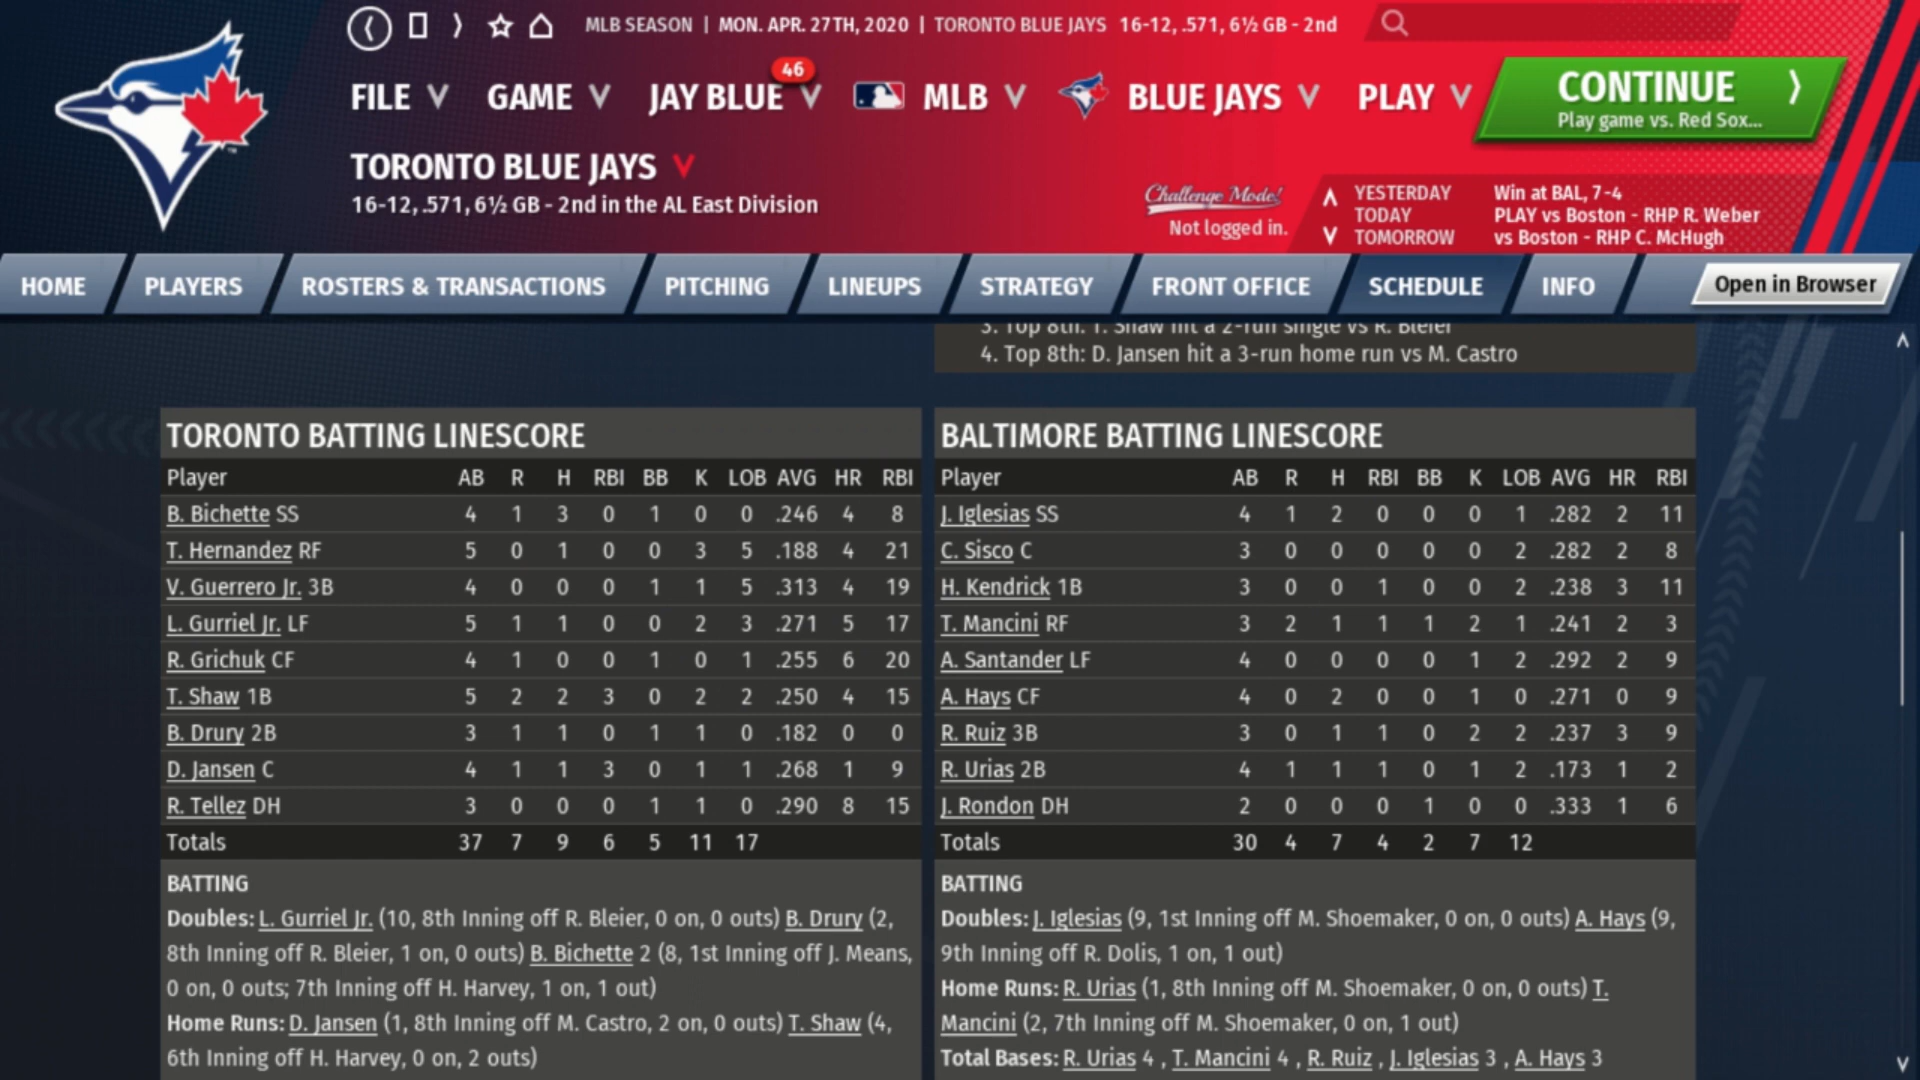 MLB SEASON | MON. APR. 27TH, 2020 | TORONTO BLUE JAYS 16-12, .571, 6½ GB - 2nd
46
FILE GAME JAY BLUE MLB BLUE JAYS PLAY
CONTINUE
Play game vs. Red Sox...
TORONTO BLUE JAYS
16-12, .571, 6½ GB - 2nd in the AL East Division
Challenge Mode!
Not logged in.
YESTERDAY Win at BAL, 7-4
TODAY PLAY vs Boston - RHP R. Weber
TOMORROW vs Boston - RHP C. McHugh
HOME PLAYERS ROSTERS & TRANSACTIONS PITCHING LINEUPS STRATEGY FRONT OFFICE SCHEDULE INFO Open in Browser
3. Top 8th: T. Shaw hit a 2-run single vs R. Bleier
4. Top 8th: D. Jansen hit a 3-run home run vs M. Castro
TORONTO BATTING LINESCORE
Player AB R H RBI BB K LOB AVG HR RBI
B. Bichette SS 4 1 3 0 1 0 0 .246 4 8
T. Hernandez RF 5 0 1 0 0 3 5 .188 4 21
V. Guerrero Jr. 3B 4 0 0 0 1 1 5 .313 4 19
L. Gurriel Jr. LF 5 1 1 0 0 2 3 .271 5 17
R. Grichuk CF 4 1 0 0 1 0 1 .255 6 20
T. Shaw 1B 5 2 2 3 0 2 2 .250 4 15
B. Drury 2B 3 1 1 0 1 1 0 .182 0 0
D. Jansen C 4 1 1 3 0 1 1 .268 1 9
R. Tellez DH 3 0 0 0 1 1 0 .290 8 15
Totals 37 7 9 6 5 11 17
BATTING
Doubles: L. Gurriel Jr. (10, 8th Inning off R. Bleier, 0 on, 0 outs) B. Drury (2,
8th Inning off R. Bleier, 1 on, 0 outs) B. Bichette 2 (8, 1st Inning off J. Means,
0 on, 0 outs; 7th Inning off H. Harvey, 1 on, 1 out)
Home Runs: D. Jansen (1, 8th Inning off M. Castro, 2 on, 0 outs) T. Shaw (4,
6th Inning off H. Harvey, 0 on, 2 outs)
BALTIMORE BATTING LINESCORE
Player AB R H RBI BB K LOB AVG HR RBI
J. Iglesias SS 4 1 2 0 0 0 1 .282 2 11
C. Sisco C 3 0 0 0 0 0 2 .282 2 8
H. Kendrick 1B 3 0 0 1 0 0 2 .238 3 11
T. Mancini RF 3 2 1 1 1 2 1 .241 2 3
A. Santander LF 4 0 0 0 0 1 2 .292 2 9
A. Hays CF 4 0 2 0 0 1 0 .271 0 9
R. Ruiz 3B 3 0 1 1 0 2 2 .237 3 9
R. Urias 2B 4 1 1 1 0 1 2 .173 1 2
J. Rondon DH 2 0 0 0 1 0 0 .333 1 6
Totals 30 4 7 4 2 7 12
BATTING
Doubles: J. Iglesias (9, 1st Inning off M. Shoemaker, 0 on, 0 outs) A. Hays (9,
9th Inning off R. Dolis, 1 on, 1 out)
Home Runs: R. Urias (1, 8th Inning off M. Shoemaker, 0 on, 0 outs) T.
Mancini (2, 7th Inning off M. Shoemaker, 0 on, 1 out)
Total Bases: R. Urias 4 , T. Mancini 4 , R. Ruiz , J. Iglesias 3 , A. Hays 3